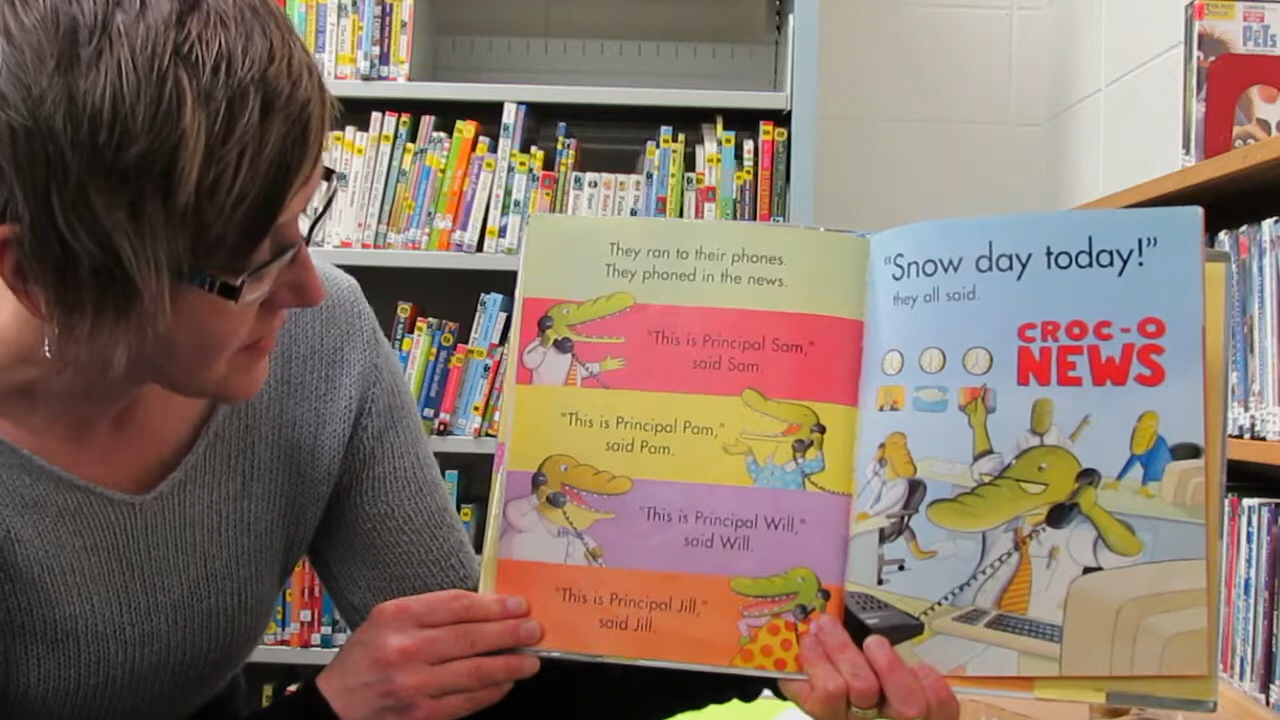 They ran to their phones.
They phoned in the news.
"This is Principal Sam,"
said Sam.
"This is Principal Pam,"
said Pam.
"This is Principal Will,"
said Will.
"This is Principal Jill,"
said Jill.
"Snow day today!"
they all said.
CROC-O
NEWS
PETS